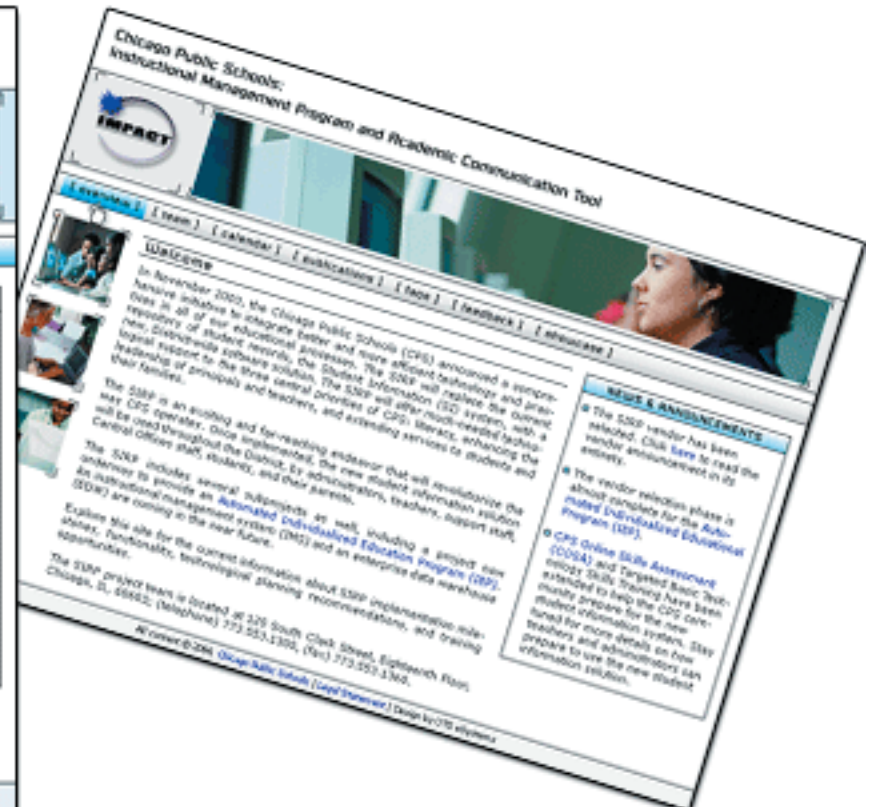 Chicago Public Schools:
Instructional Management Program and Academic Communication Tool
IMPACT
[ overview ] [ team ] [ calendar ] [ publications ] [ faqs ] [ feedback ] [ showcase ]
Welcome
In November 2003, the Chicago Public Schools (CPS) announced a compre-
hensive initiative to integrate better and more efficient technology and prac-
tices in all of our educational processes. The SIRP will replace the current
repository of student records, the Student Information (SI) system, with a
new, Districtwide software solution. The SIRP will offer much-needed techno-
logical support to the three central priorities of CPS: literacy, enhancing the
leadership of principals and teachers, and extending services to students and
their families.
The SIRP is an exciting and far-reaching endeavor that will revolutionize the
way CPS operates. Once implemented, the new student information solution
will be used throughout the District, by administrators, teachers, support staff,
Central Offices staff, students, and their parents.
The SIRP includes several subprojects as well, including a project now
underway to provide an Automated Individualized Education Program (IEP).
An instructional management system (IMS) and an enterprise data warehouse
(EDW) are coming in the near future.
Explore this site for the current information about SIRP implementation mile-
stones, functionality, technological planning recommendations, and training
opportunities.
The SIRP project team is located at 125 South Clark Street, Eighteenth Floor,
Chicago, IL, 60603; (telephone) 773.553.1300, (fax) 773.553.1360.
NEWS & ANNOUNCEMENTS
The SIRP vendor has been
selected. Click here to read the
vendor announcement in its
entirety.
The vendor selection phase is
almost complete for the Auto-
mated Individualized Educational
Program (IEP).
CPS Online Skills Assessment
(COSA) and Targeted Basic Tech-
nology Skills Training have been
extended to help the CPS com-
munity prepare for the new
student information system. Stay
tuned for more details on how
teachers and administrators can
prepare to use the new student
information solution.
All content © Chicago Public Schools [Legal Statement] Design by OTS eSystems